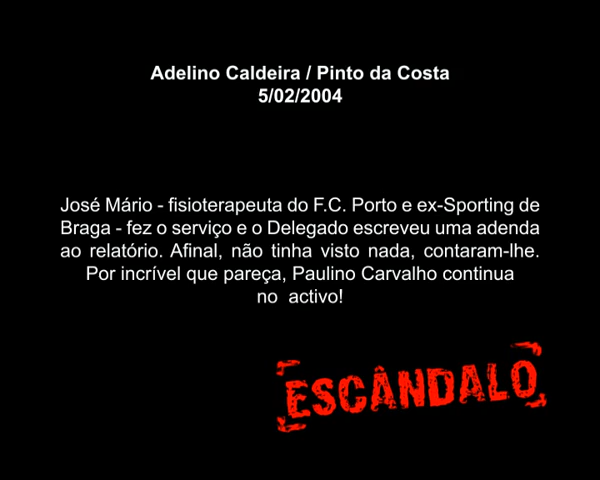 Adelino Caldeira / Pinto da Costa
5/02/2004
José Mário - fisioterapeuta do F.C. Porto e ex-Sporting de
Braga - fez o serviço e o Delegado escreveu uma adenda
ao relatório. Afinal, não tinha visto nada, contaram-lhe.
Por incrível que pareça, Paulino Carvalho continua
no activo!
ESCÂNDALO